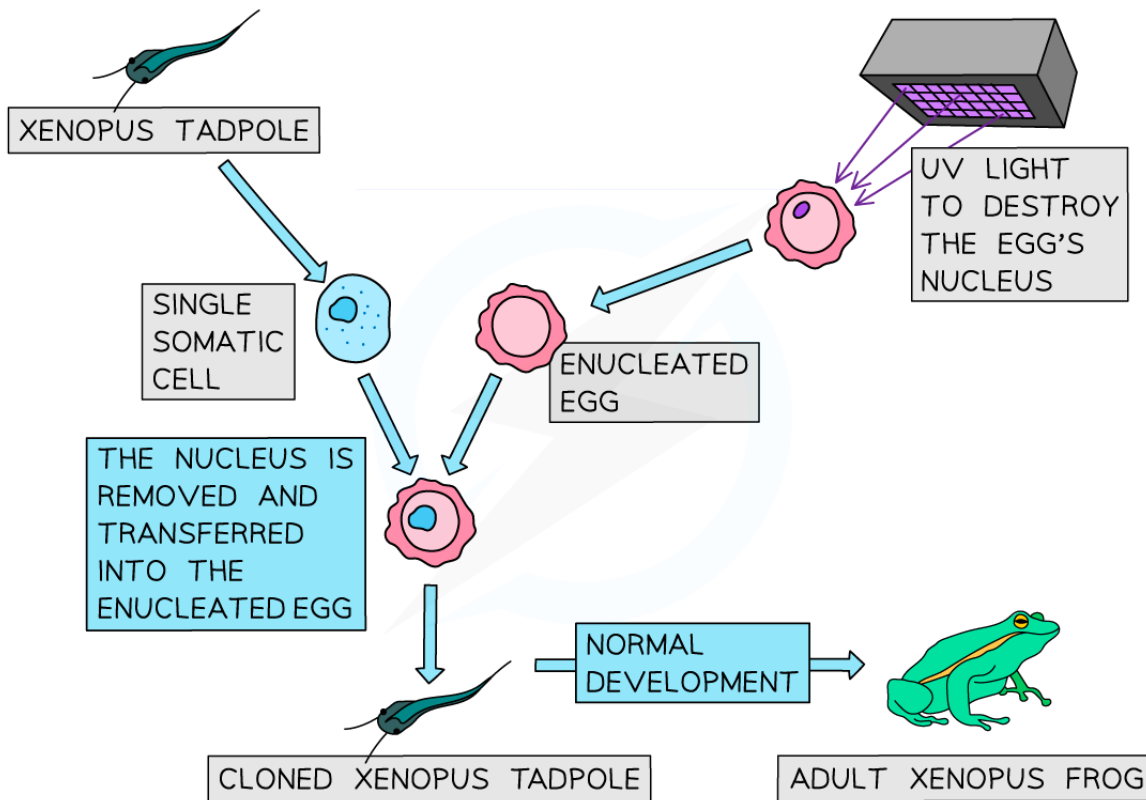 XENOPUS TADPOLE
UV LIGHT
TO DESTROY
THE EGG'S
NUCLEUS
SINGLE
SOMATIC
CELL
ENUCLEATED
EGG
THE NUCLEUS IS
REMOVED AND
TRANSFERRED
INTO THE
ENUCLEATED EGG
NORMAL
DEVELOPMENT
CLONED XENOPUS TADPOLE
ADULT XENOPUS FROG